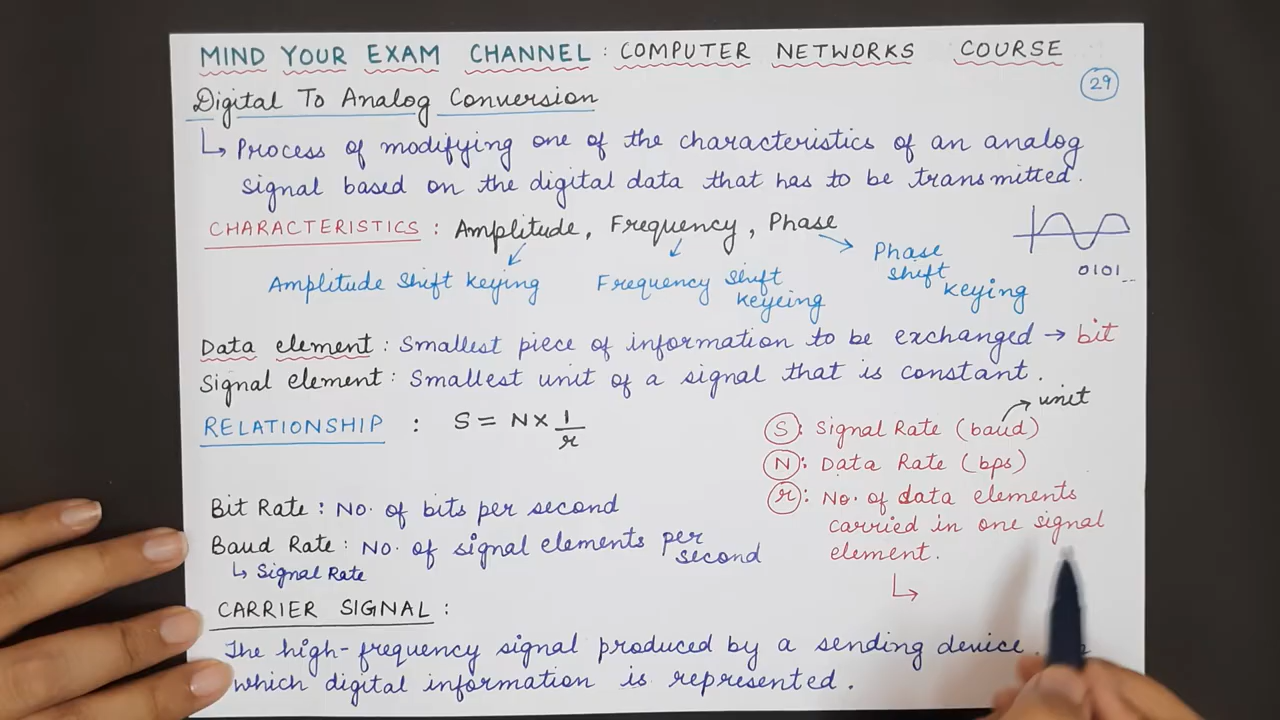 MIND YOUR EXAM CHANNEL : COMPUTER NETWORKS COURSE
29
Digital To Analog Conversion
↳ Process of modifying one of the characteristics of an analog
signal based on the digital data that has to be transmitted.
CHARACTERISTICS : Amplitude, Frequency, Phase
Amplitude Shift Keying
Frequency shift
keyeing
Phase
shift
keying
0101..
Data element : Smallest piece of information to be exchanged → bit
Signal element : Smallest unit of a signal that is constant.
RELATIONSHIP : S = N × 1/r
unit
S : Signal Rate (baud)
N : Data Rate (bps)
r : No. of data elements
carried in one signal
element.
Bit Rate : No. of bits per second
Baud Rate : No. of signal elements per
second
↳ Signal Rate
CARRIER SIGNAL :
The high-frequency signal produced by a sending device
which digital information is represented.